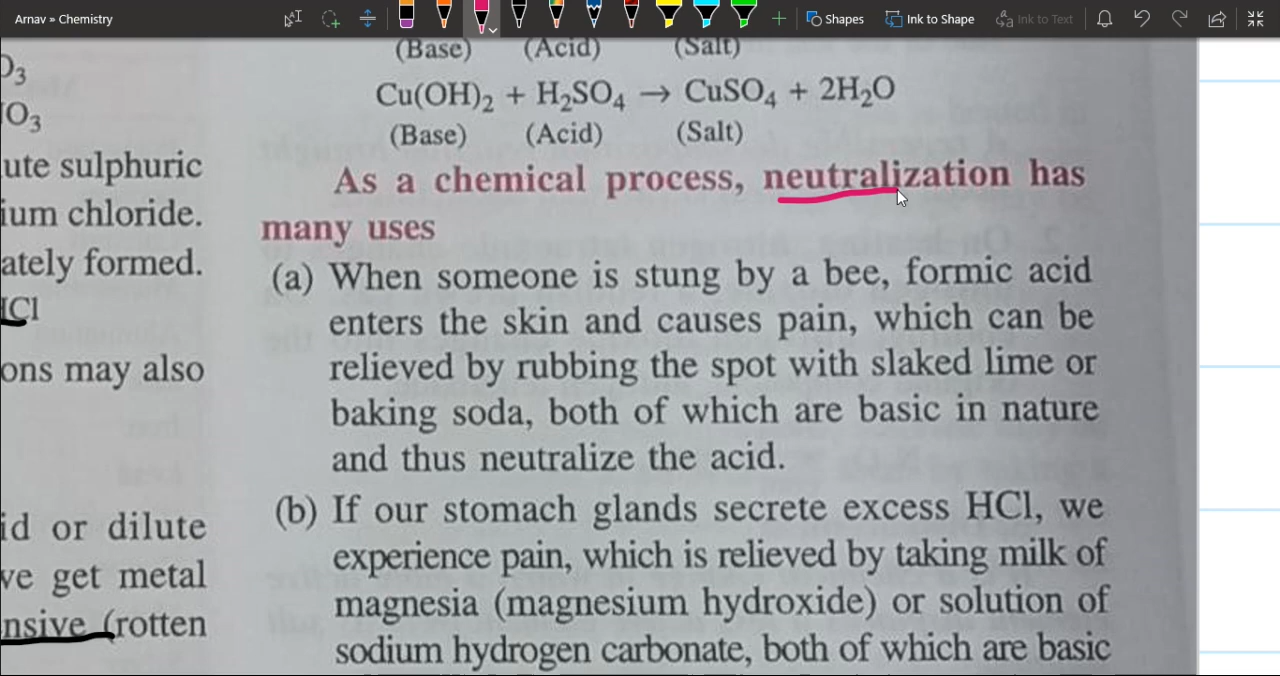 Arnav » Chemistry
Shapes
Ink to Shape
Ink to Text
(Base) (Acid) (Salt)
Cu(OH)₂ + H₂SO₄ → CuSO₄ + 2H₂O
(Base) (Acid) (Salt)
As a chemical process, neutralization has
many uses
(a) When someone is stung by a bee, formic acid
enters the skin and causes pain, which can be
relieved by rubbing the spot with slaked lime or
baking soda, both of which are basic in nature
and thus neutralize the acid.
(b) If our stomach glands secrete excess HCl, we
experience pain, which is relieved by taking milk of
magnesia (magnesium hydroxide) or solution of
sodium hydrogen carbonate, both of which are basic
O₃
O₃
ute sulphuric
ium chloride.
ately formed.
HCl
ons may also
id or dilute
ve get metal
nsive (rotten